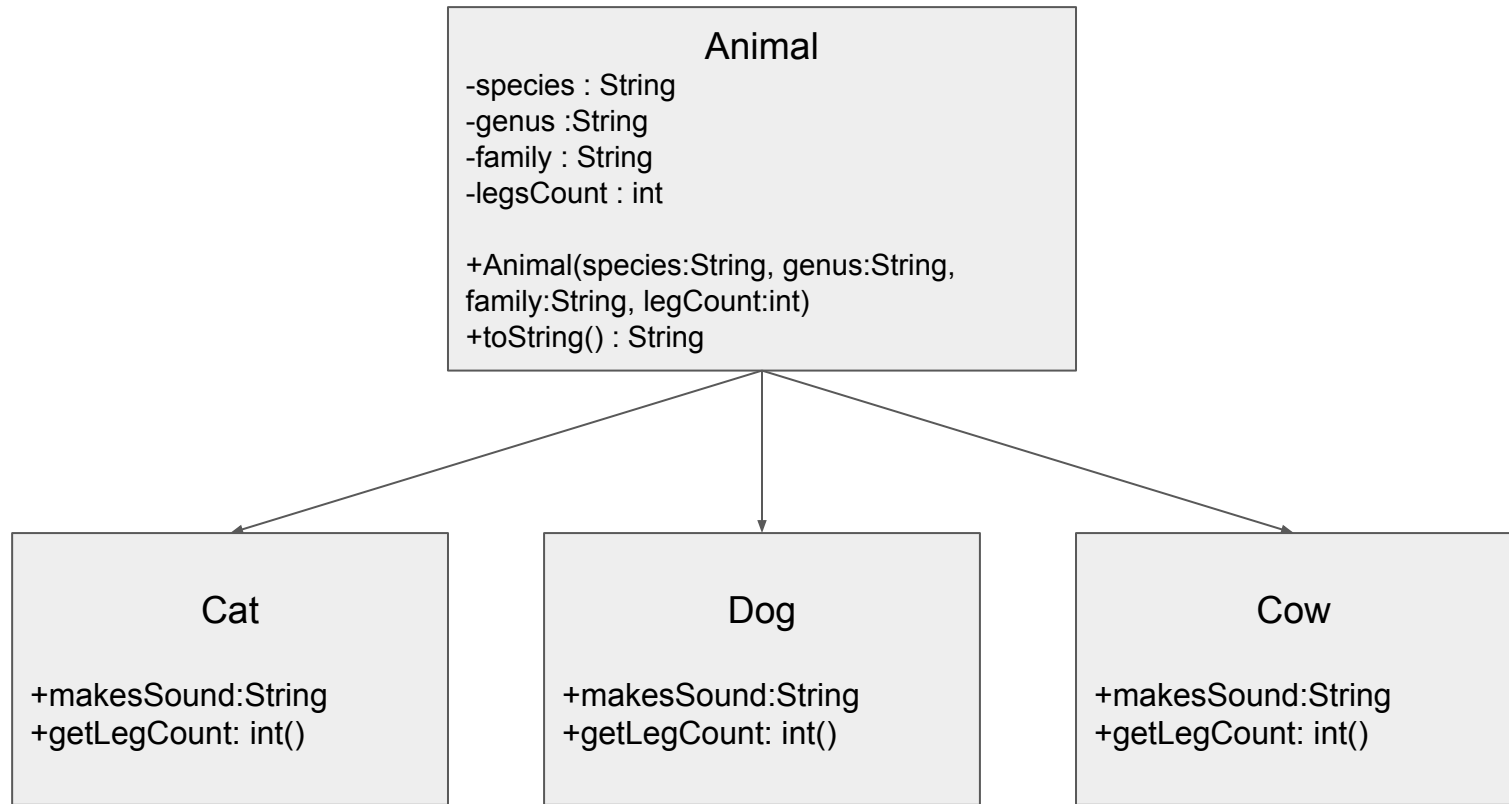 Animal
-species : String
-genus :String
-family : String
-legsCount : int
+Animal(species:String, genus:String,
family:String, legCount:int)
+toString() : String
Cat
+makesSound:String
+getLegCount: int()
Dog
+makesSound:String
+getLegCount: int()
Cow
+makesSound:String
+getLegCount: int()